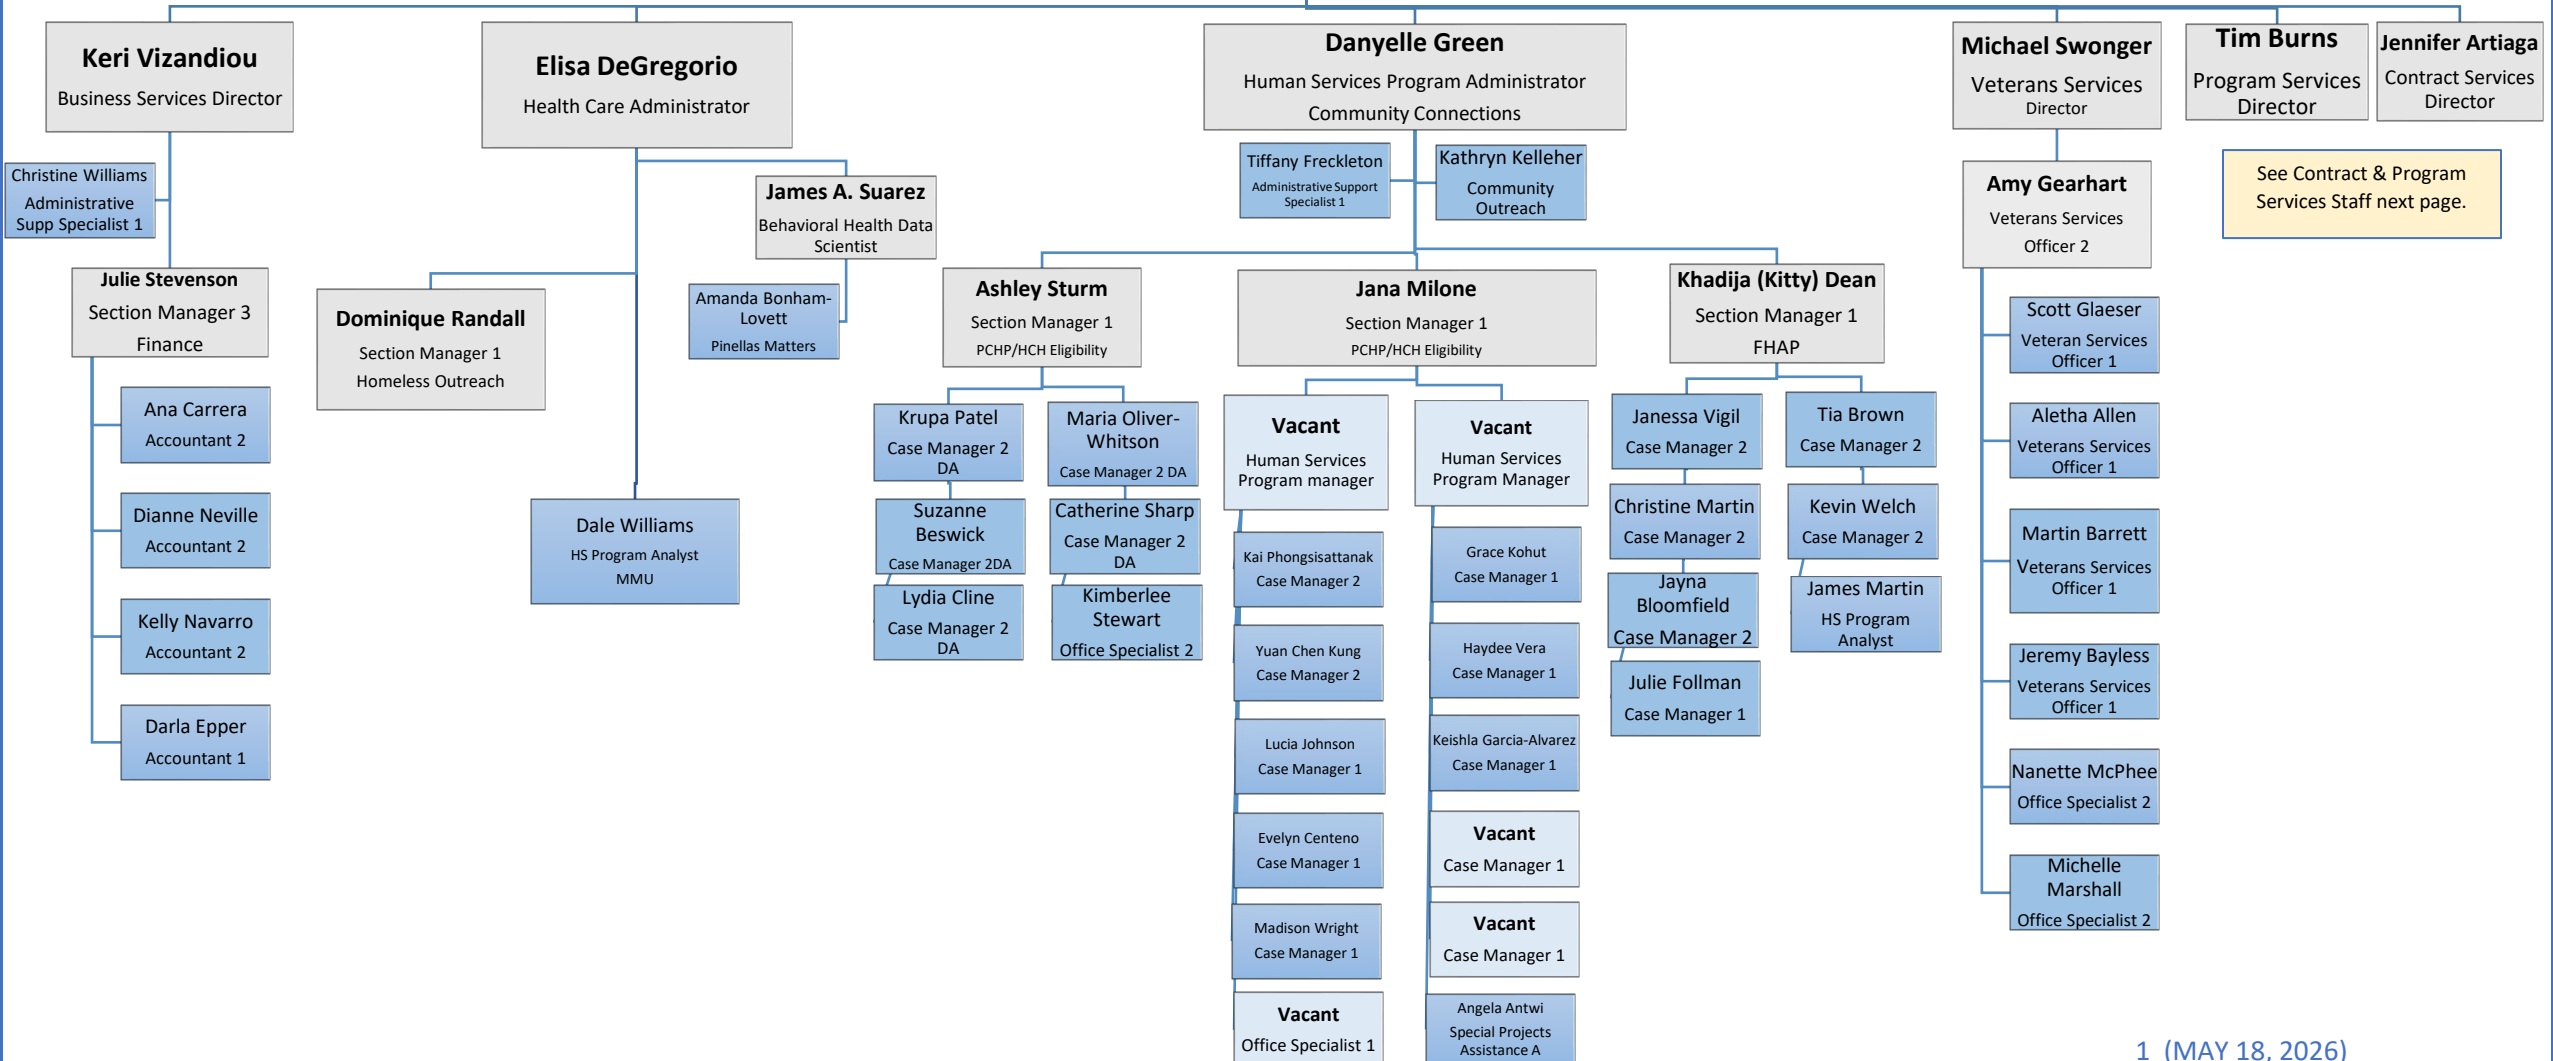 Keri Vizandiou
Business Services Director
Elisa DeGregorio
Health Care Administrator
Danyelle Green
Human Services Program Administrator
Community Connections
Michael Swonger
Veterans Services
Director
Tim Burns
Program Services
Director
Jennifer Artiaga
Contract Services
Director
Christine Williams
Administrative
Supp Specialist 1
Julie Stevenson
Section Manager 3
Finance
Ana Carrera
Accountant 2
Dianne Neville
Accountant 2
Kelly Navarro
Accountant 2
Darla Epper
Accountant 1
Dominique Randall
Section Manager 1
Homeless Outreach
James A. Suarez
Behavioral Health Data
Scientist
Amanda Bonham-
Lovett
Pinellas Matters
Dale Williams
HS Program Analyst
MMU
Tiffany Freckleton
Administrative Support
Specialist 1
Kathryn Kelleher
Community
Outreach
Ashley Sturm
Section Manager 1
PCHP/HCH Eligibility
Krupa Patel
Case Manager 2
DA
Suzanne
Beswick
Case Manager 2DA
Lydia Cline
Case Manager 2
DA
Maria Oliver-
Whitson
Case Manager 2 DA
Catherine Sharp
Case Manager 2
DA
Kimberlee
Stewart
Office Specialist 2
Jana Milone
Section Manager 1
PCHP/HCH Eligibility
Vacant
Human Services
Program manager
Kai Phongsisattanak
Case Manager 2
Yuan Chen Kung
Case Manager 2
Lucia Johnson
Case Manager 1
Evelyn Centeno
Case Manager 1
Madison Wright
Case Manager 1
Vacant
Office Specialist 1
Vacant
Human Services
Program Manager
Grace Kohut
Case Manager 1
Haydee Vera
Case Manager 1
Keishla Garcia-Alvarez
Case Manager 1
Vacant
Case Manager 1
Vacant
Case Manager 1
Angela Antwi
Special Projects
Assistance A
Khadija (Kitty) Dean
Section Manager 1
FHAP
Janessa Vigil
Case Manager 2
Christine Martin
Case Manager 2
Jayna
Bloomfield
Case Manager 2
Julie Follman
Case Manager 1
Tia Brown
Case Manager 2
Kevin Welch
Case Manager 2
James Martin
HS Program
Analyst
Amy Gearhart
Veterans Services
Officer 2
Scott Glaeser
Veteran Services
Officer 1
Aletha Allen
Veterans Services
Officer 1
Martin Barrett
Veterans Services
Officer 1
Jeremy Bayless
Veterans Services
Officer 1
Nanette McPhee
Office Specialist 2
Michelle
Marshall
Office Specialist 2
See Contract & Program
Services Staff next page.
1 (MAY 18, 2026)